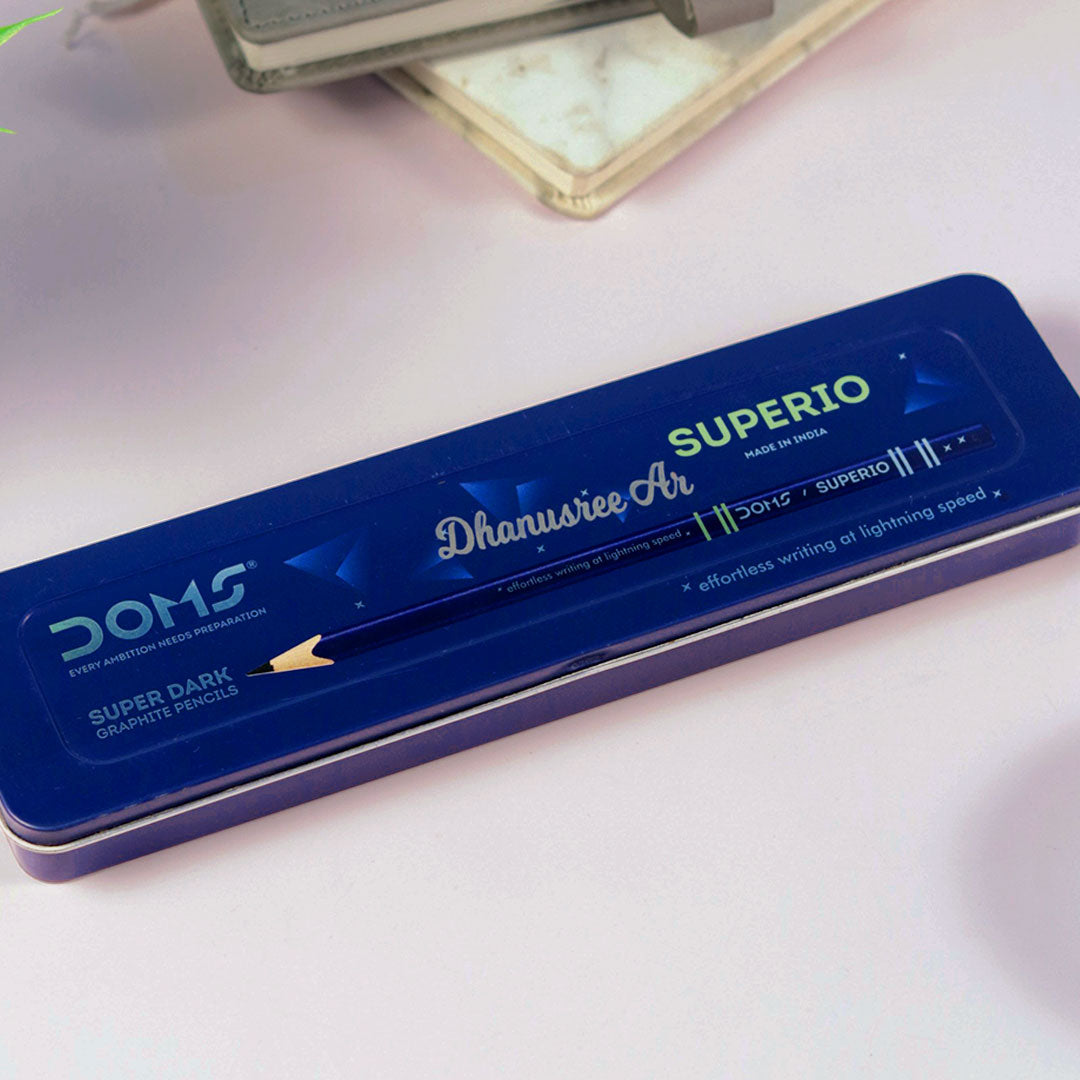 SUPERIO
MADE IN INDIA
Dhanusree Ar
DOMS®
EVERY AMBITION NEEDS PREPARATION
SUPER DARK
GRAPHITE PENCILS
effortless writing at lightning speed
DOMS / SUPERIO
effortless writing at lightning speed